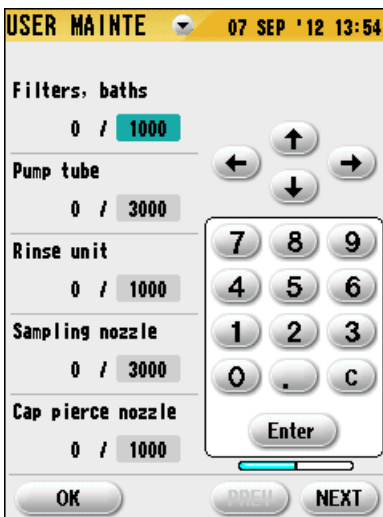 USER MAINTE 07 SEP '12 13:54
Filters, baths
0 / 1000
Pump tube
0 / 3000
Rinse unit
0 / 1000
Sampling nozzle
0 / 3000
Cap pierce nozzle
0 / 1000
7 8 9
4 5 6
1 2 3
0 . C
Enter
OK PREV NEXT